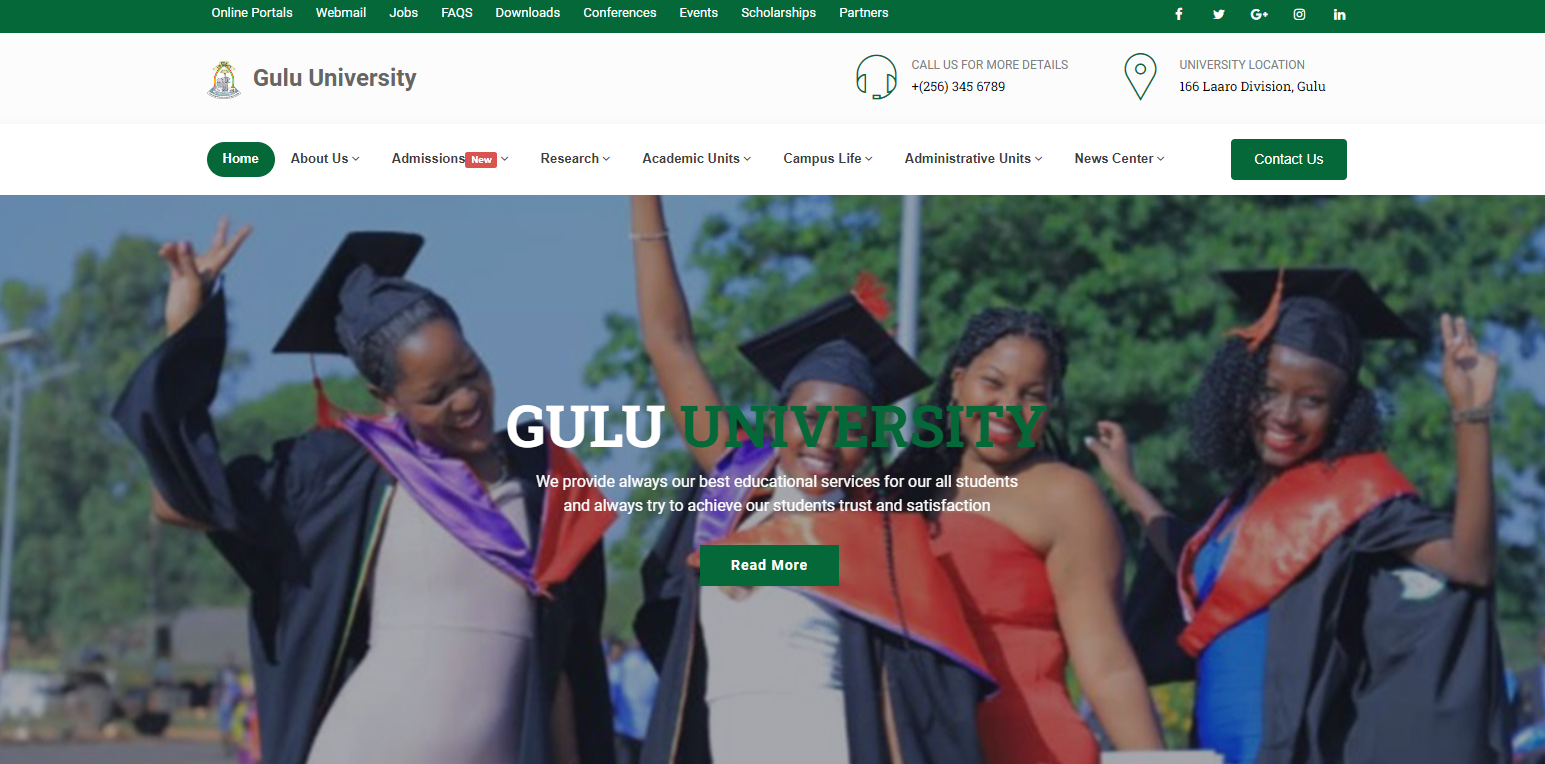 Online Portals Webmail Jobs FAQS Downloads Conferences Events Scholarships Partners
Gulu University
CALL US FOR MORE DETAILS
+(256) 345 6789
UNIVERSITY LOCATION
166 Laaro Division, Gulu
Home About Us Admissions New Research Academic Units Campus Life Administrative Units News Center Contact Us
GULU UNIVERSITY
We provide always our best educational services for our all students
and always try to achieve our students trust and satisfaction
Read More